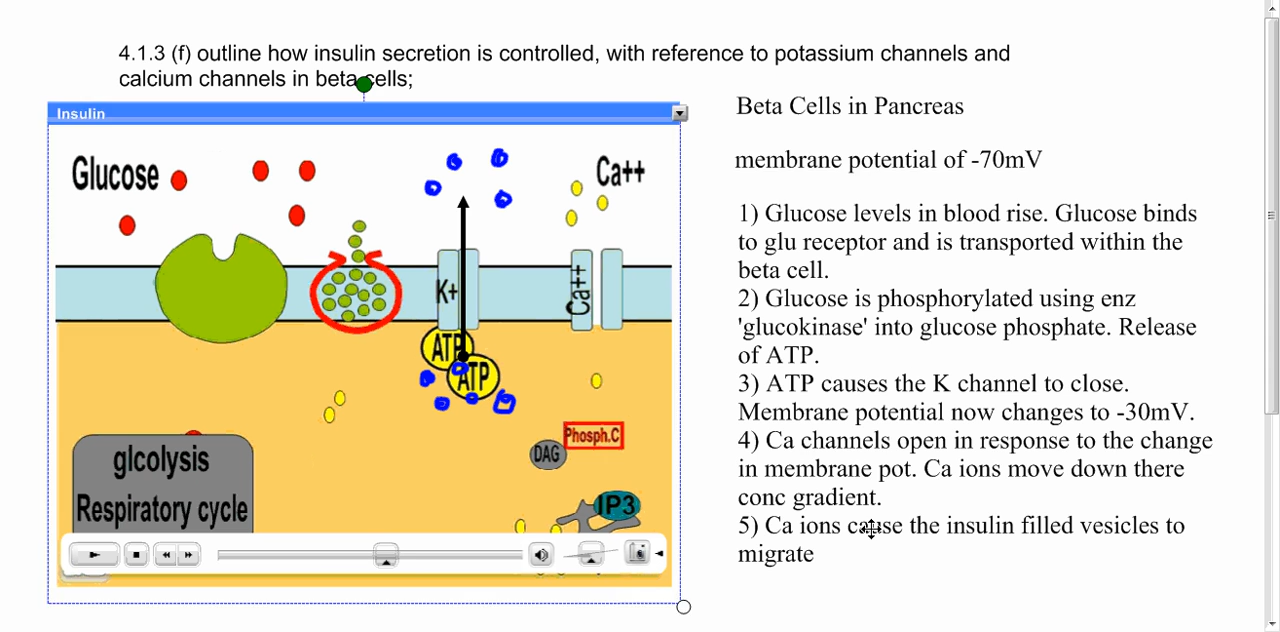 4.1.3 (f) outline how insulin secretion is controlled, with reference to potassium channels and
calcium channels in beta cells;
Insulin
Glucose
Ca++
K+
Ca++
ATP
ATP
Phosph.C
DAG
IP3
glcolysis
Respiratory cycle
Beta Cells in Pancreas
membrane potential of -70mV
1) Glucose levels in blood rise. Glucose binds
to glu receptor and is transported within the
beta cell.
2) Glucose is phosphorylated using enz
'glucokinase' into glucose phosphate. Release
of ATP.
3) ATP causes the K channel to close.
Membrane potential now changes to -30mV.
4) Ca channels open in response to the change
in membrane pot. Ca ions move down there
conc gradient.
5) Ca ions cause the insulin filled vesicles to
migrate